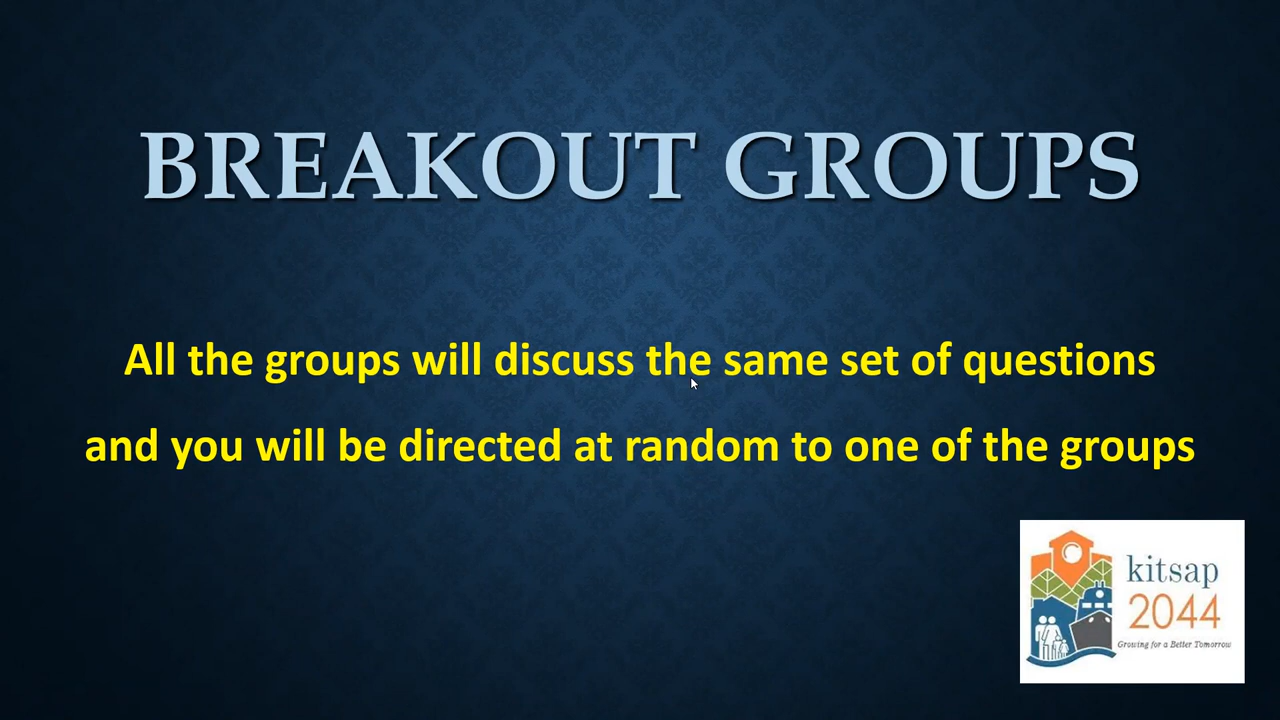 BREAKOUT GROUPS
All the groups will discuss the same set of questions
and you will be directed at random to one of the groups
kitsap
2044
Growing for a Better Tomorrow